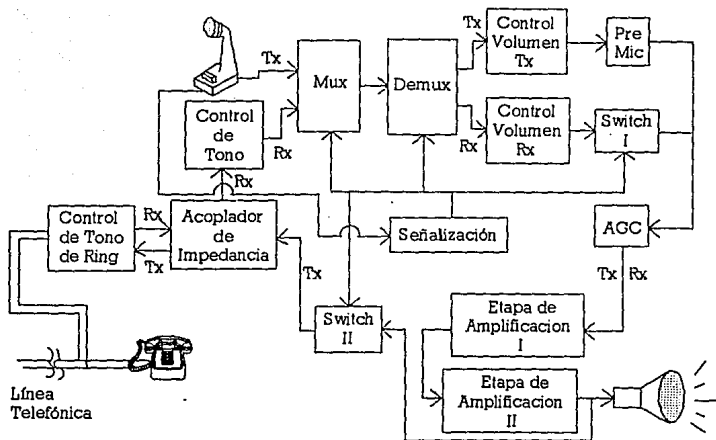 Tx
Mux
Demux
Tx
Control
Volumen
Tx
Pre
Mic
Control
de
Tono
Rx
Rx
Control
Volumen
Rx
Switch
I
Rx
Control
de Tono
de Ring
Rx
Tx
Acoplador
de
Impedancia
Tx
Señalización
AGC
Tx Rx
Switch
II
Etapa de
Amplificacion
I
Etapa de
Amplificacion
II
Línea
Telefónica